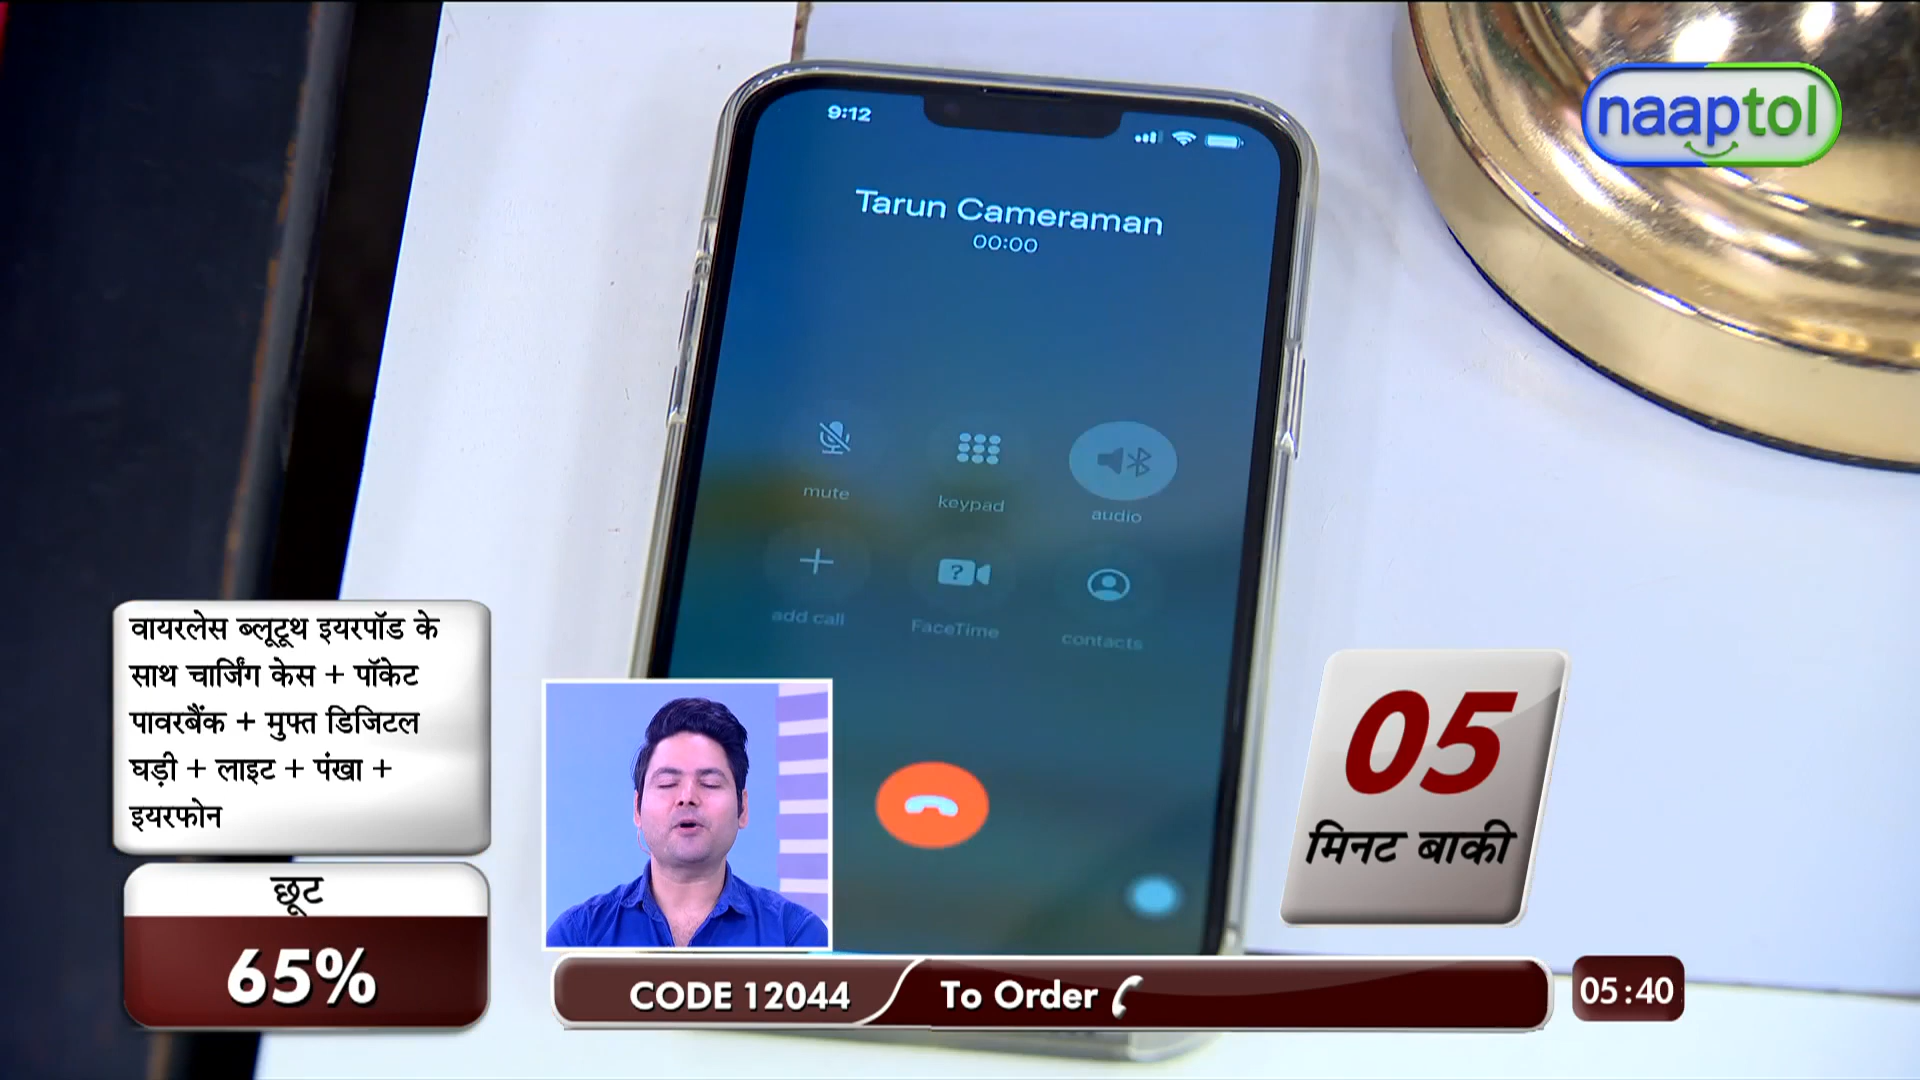 naaptol
9:12
Tarun Cameraman
00:00
mute
keypad
audio
add call
FaceTime
contacts
वायरलेस ब्लूटूथ इयरपॉड के
साथ चार्जिंग केस + पॉकेट
पावरबैंक + मुफ्त डिजिटल
घड़ी + लाइट + पंखा +
इयरफोन
छूट
65%
05
मिनट बाकी
CODE 12044
To Order
05:40